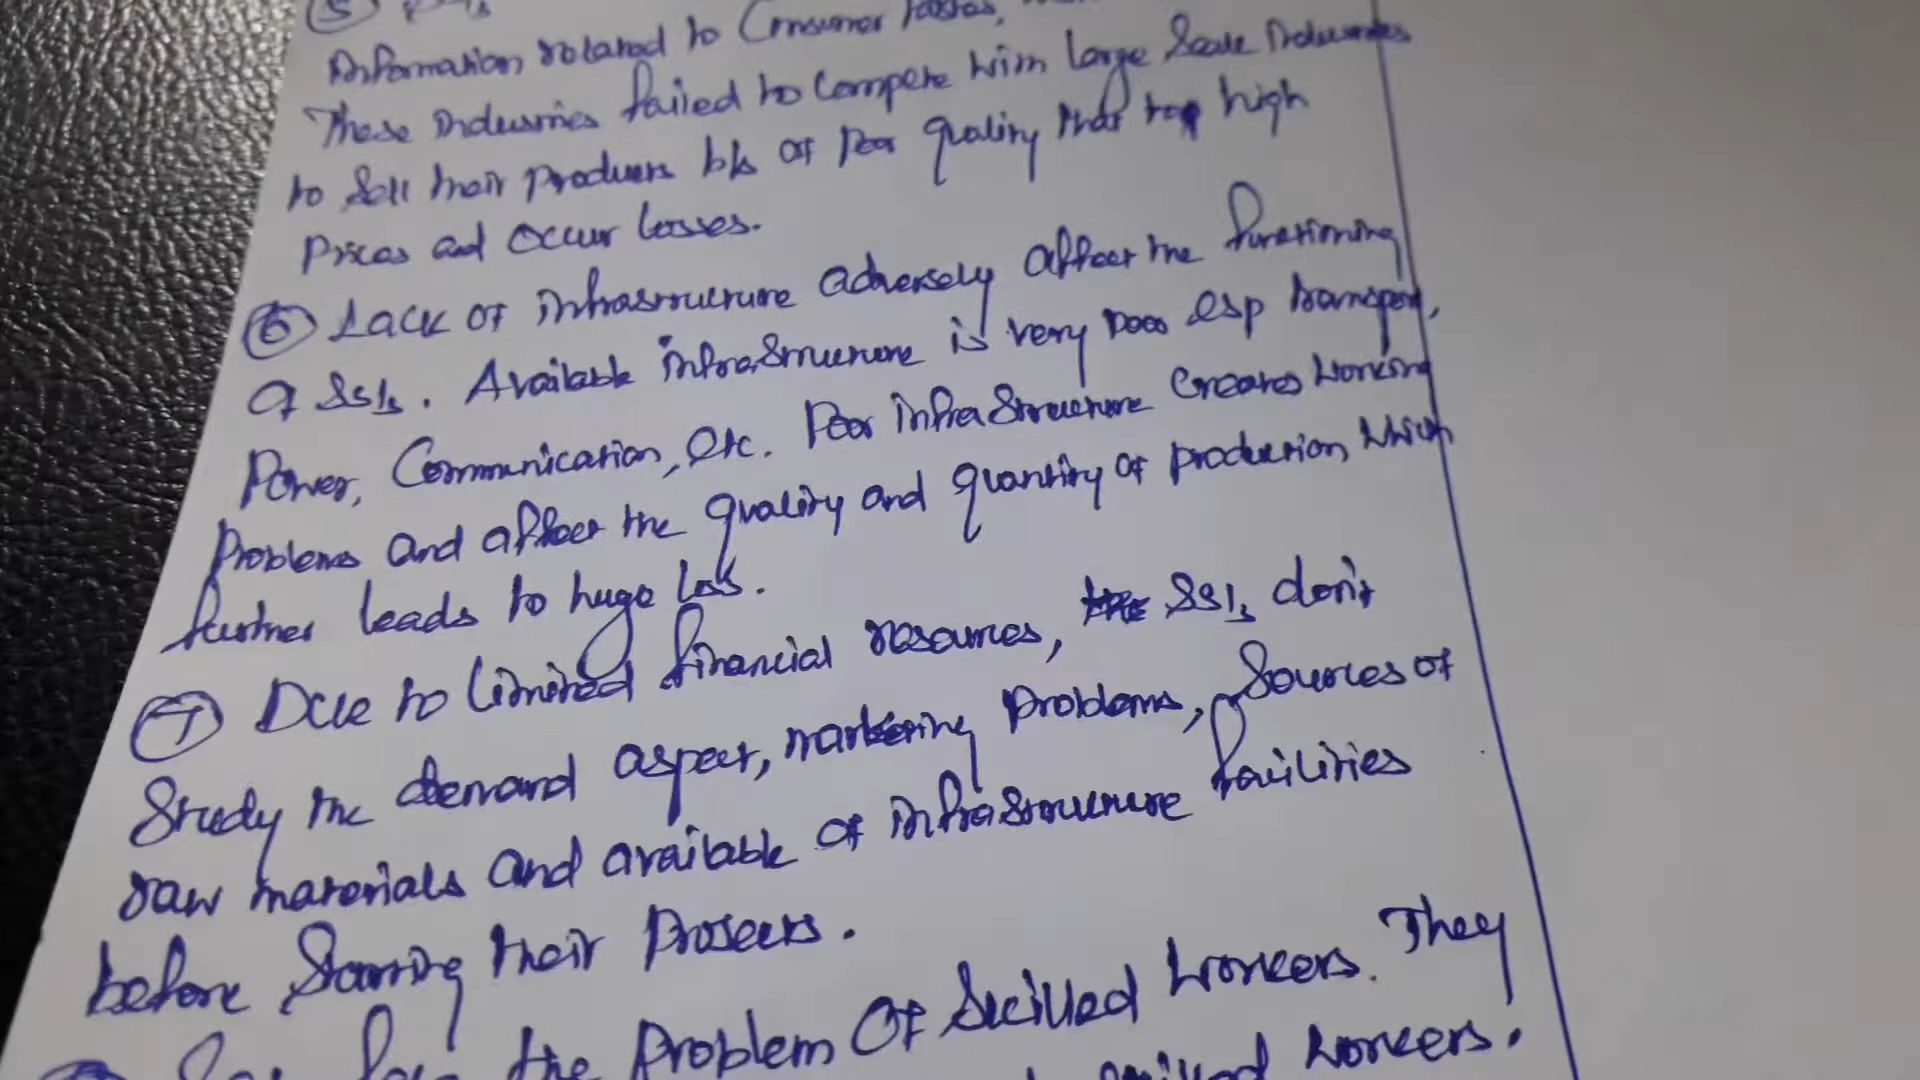 5
Information related to Consumer tastes,
These Industries failed to Compete with large Scale Industries
to Sell their Products b/s of Poor quality that too high
Prices and Occur losses.
6 Lack of infrastructure adversely affect the functioning
of SSIs. Available infrastructure is very poor esp transport,
Power, Communication, etc. Poor infrastructure Creates working
Problems and affect the quality and quantity of production which
further leads to huge loss.
7 Due to limited financial resources, the SSIs don't
Study the demand aspect, marketing Problems, Sources of
raw materials and available of infrastructure facilities
before Starring their Projects.
the Problem Of Skilled workers. They
workers.